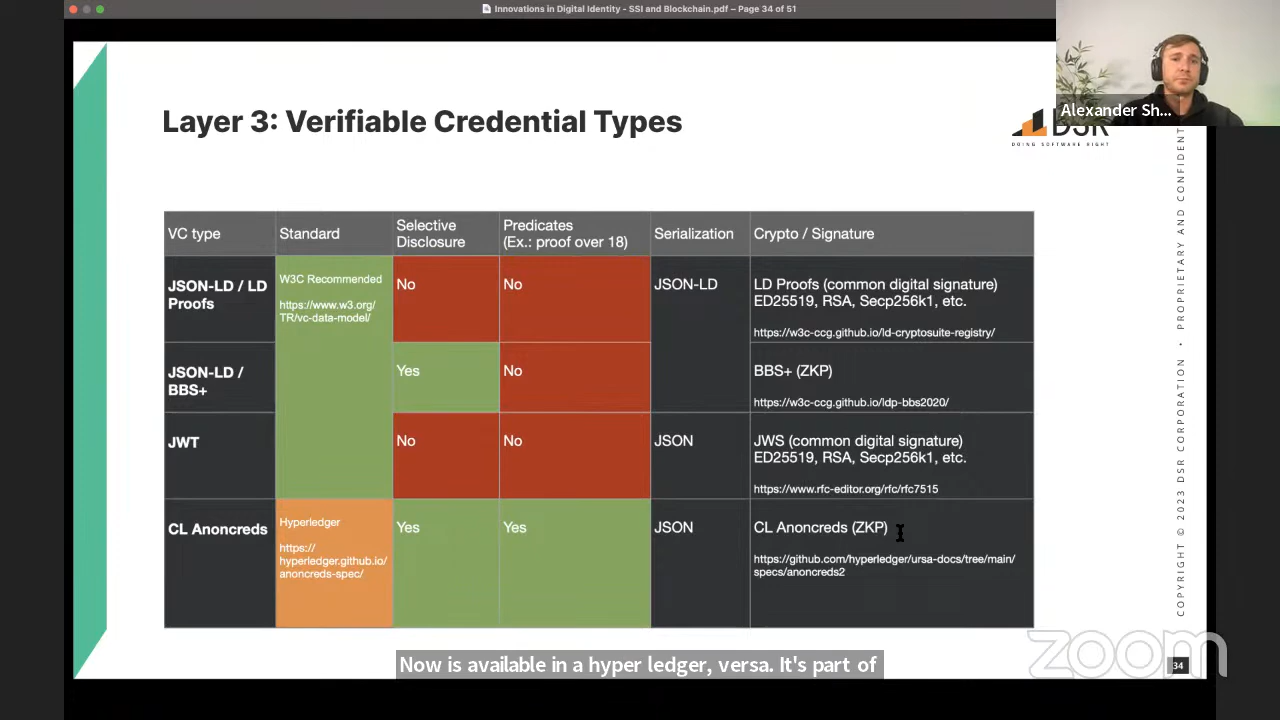 Innovations in Digital Identity - SSI and Blockchain.pdf – Page 34 of 51
Alexander Sh...
Layer 3: Verifiable Credential Types
DSR
DOING SOFTWARE RIGHT
VC type
Standard
Selective
Disclosure
Predicates
(Ex.: proof over 18)
Serialization
Crypto / Signature
JSON-LD / LD
Proofs
W3C Recommended
https://www.w3.org/
TR/vc-data-model/
No
No
JSON-LD
LD Proofs (common digital signature)
ED25519, RSA, Secp256k1, etc.
https://w3c-ccg.github.io/ld-cryptosuite-registry/
JSON-LD /
BBS+
Yes
No
BBS+ (ZKP)
https://w3c-ccg.github.io/ldp-bbs2020/
JWT
No
No
JSON
JWS (common digital signature)
ED25519, RSA, Secp256k1, etc.
https://www.rfc-editor.org/rfc/rfc7515
CL Anoncreds
Hyperledger
https://
hyperledger.github.io/
anoncreds-spec/
Yes
Yes
JSON
CL Anoncreds (ZKP)
https://github.com/hyperledger/ursa-docs/tree/main/
specs/anoncreds2
COPYRIGHT © 2023 DSR CORPORATION • PROPRIETARY AND CONFIDENT
Now is available in a hyper ledger, versa. It's part of
zoom
34